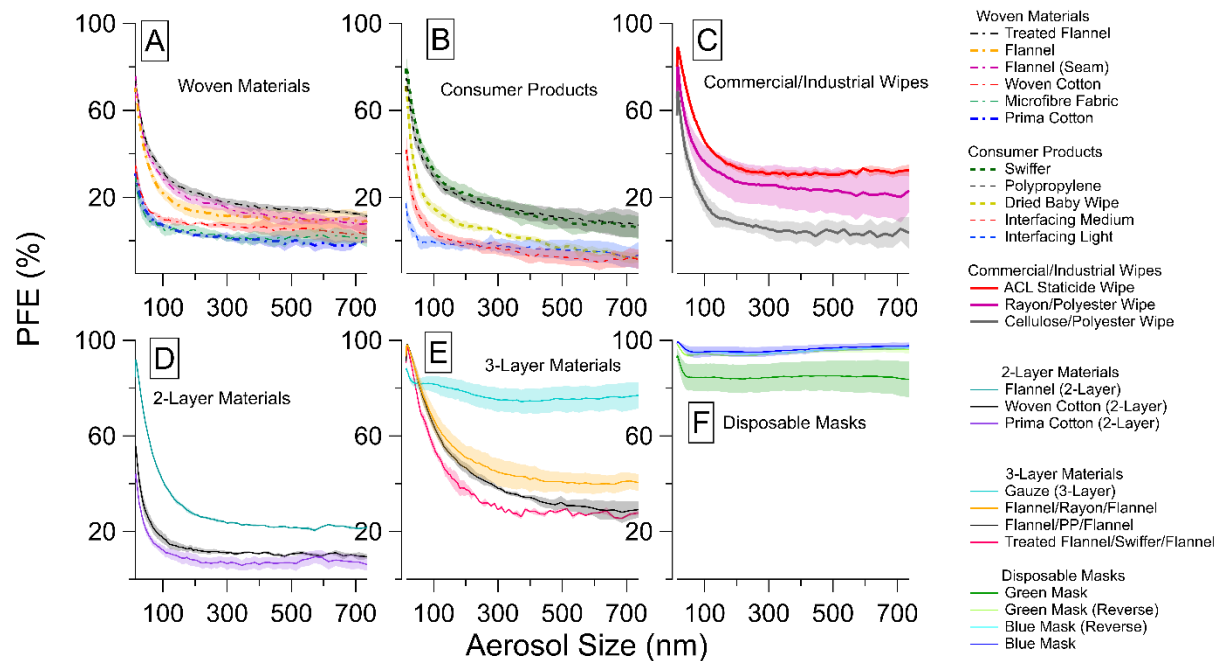 100
60
20
A
Woven Materials
100
60
20
B
Consumer Products
100
60
20
C
Commercial/Industrial Wipes
100 300 500 700
100 300 500 700
100 300 500 700
PFE (%)
100
60
20
D
2-Layer Materials
100
60
20
E
3-Layer Materials
100
60
20
F
Disposable Masks
100 300 500 700
100 300 500 700
100 300 500 700
Aerosol Size (nm)
Woven Materials
Treated Flannel
Flannel
Flannel (Seam)
Woven Cotton
Microfibre Fabric
Prima Cotton
Consumer Products
Swiffer
Polypropylene
Dried Baby Wipe
Interfacing Medium
Interfacing Light
Commercial/Industrial Wipes
ACL Staticide Wipe
Rayon/Polyester Wipe
Cellulose/Polyester Wipe
2-Layer Materials
Flannel (2-Layer)
Woven Cotton (2-Layer)
Prima Cotton (2-Layer)
3-Layer Materials
Gauze (3-Layer)
Flannel/Rayon/Flannel
Flannel/PP/Flannel
Treated Flannel/Swiffer/Flannel
Disposable Masks
Green Mask
Green Mask (Reverse)
Blue Mask (Reverse)
Blue Mask